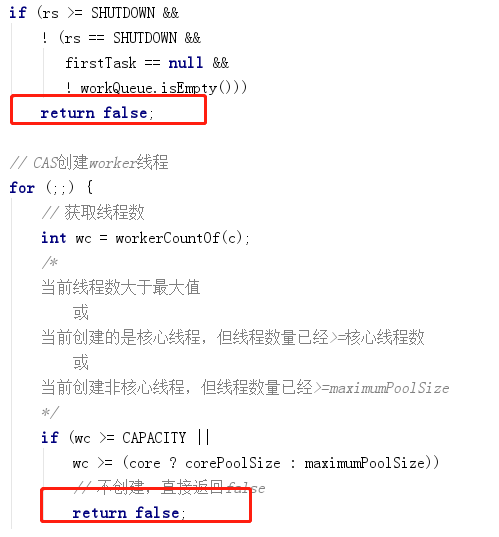 if (rs >= SHUTDOWN &&
! (rs == SHUTDOWN &&
firstTask == null &&
! workQueue.isEmpty()))
return false;
// CAS创建worker线程
for (;;) {
// 获取线程数
int wc = workerCountOf(c);
/*
当前线程数大于最大值
或
当前创建的是核心线程，但线程数量已经>=核心线程数
或
当前创建非核心线程，但线程数量已经>=maximumPoolSize
*/
if (wc >= CAPACITY ||
wc >= (core ? corePoolSize : maximumPoolSize))
// 不创建，直接返回false
return false;